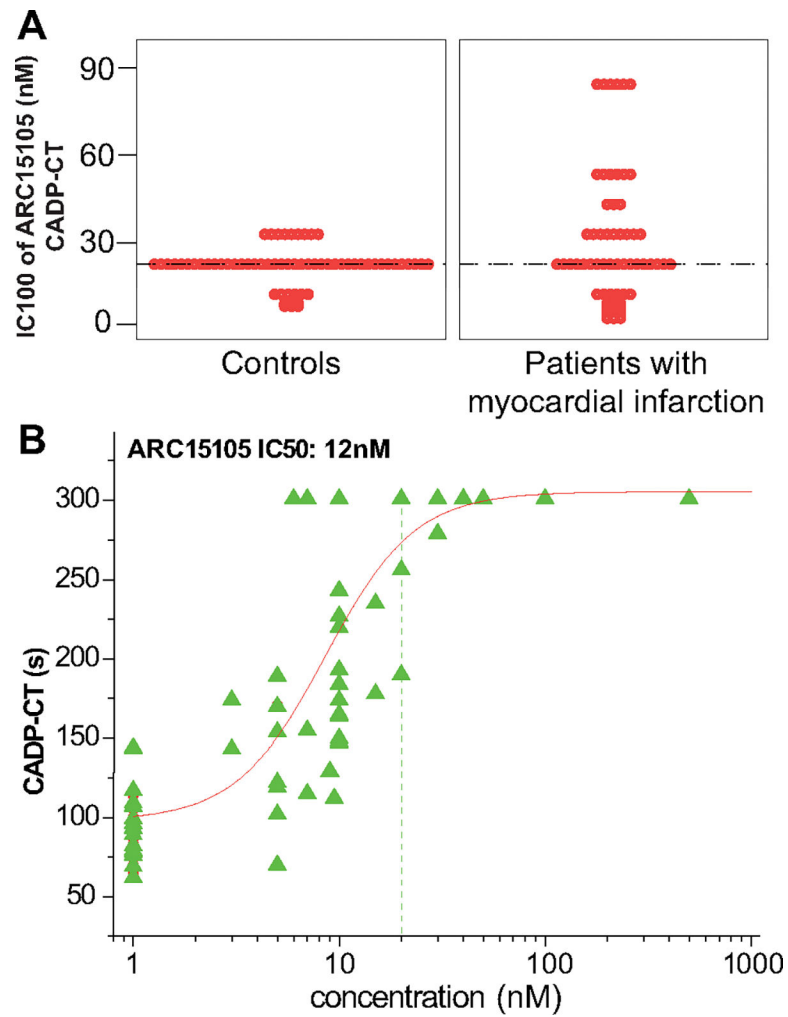 A
IC100 of ARC15105 (nM)
CADP-CT
90
60
30
0
Controls
Patients with
myocardial infarction
B
ARC15105 IC50: 12nM
CADP-CT (s)
300
250
200
150
100
50
1
10
100
1000
concentration (nM)